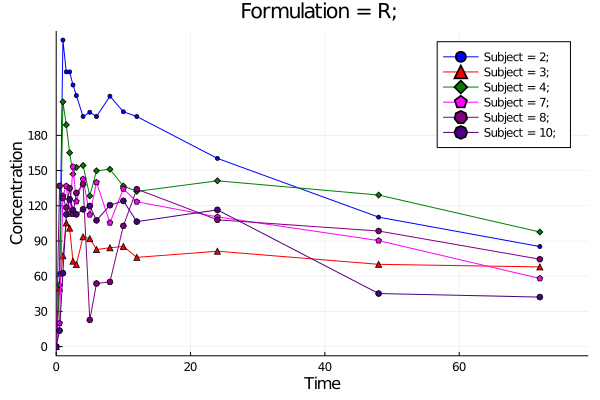 Formulation = R;
Subject = 2;
Subject = 3;
Subject = 4;
Subject = 7;
Subject = 8;
Subject = 10;
Concentration
180
150
120
90
60
30
0
0
20
40
60
Time